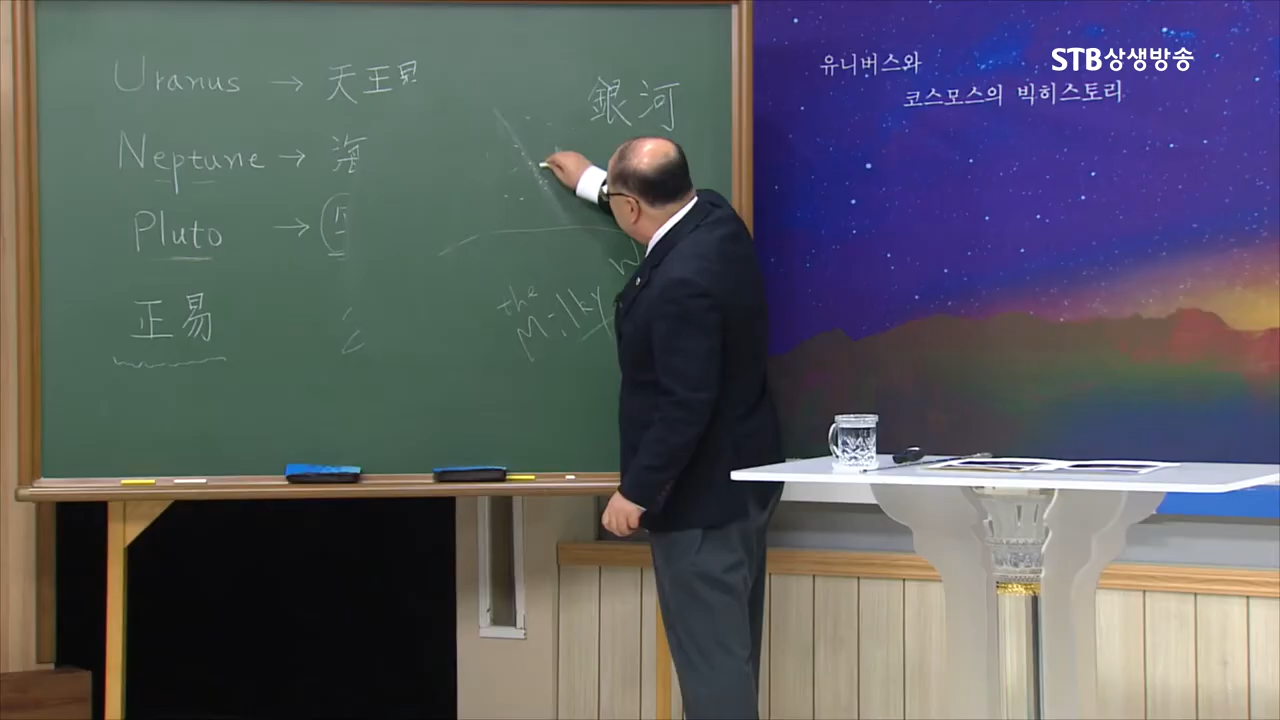 Uranus → 天王
Neptune → 海
Pluto →
正易
銀河
W
the
Milky
유니버스와
코스모스의 빅히스토리
STB상생방송